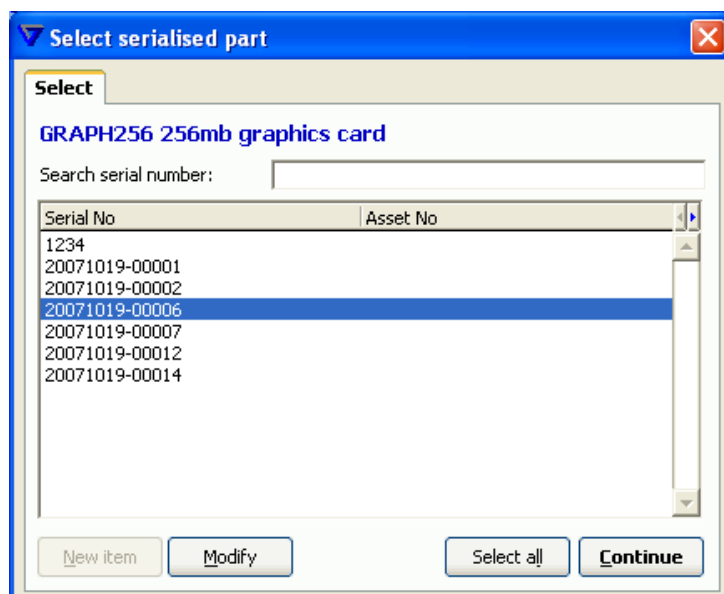 Select serialised part
Select
GRAPH256 256mb graphics card
Search serial number:
Serial No Asset No
1234
20071019-00001
20071019-00002
20071019-00006
20071019-00007
20071019-00012
20071019-00014
New item Modify Select all Continue